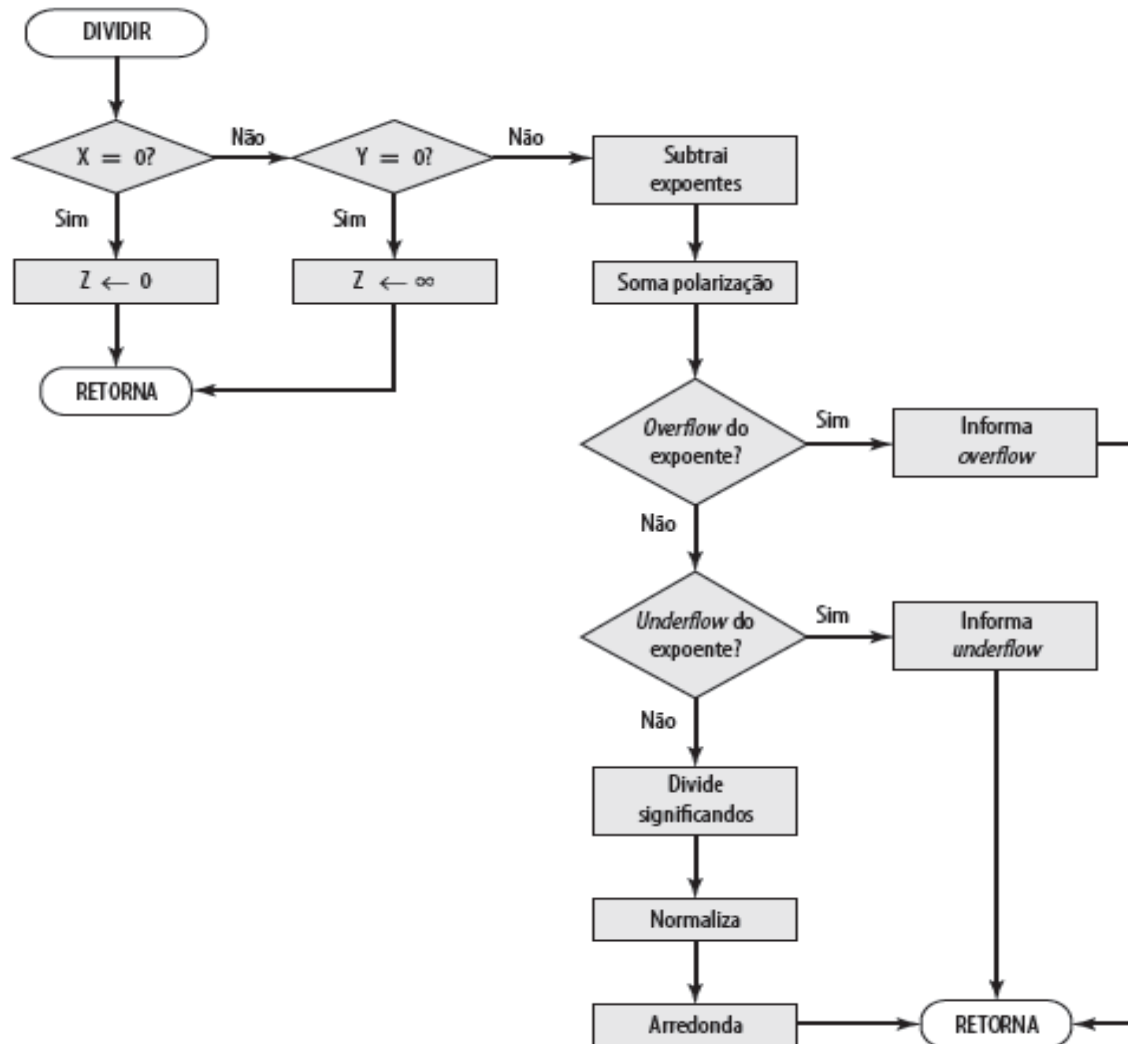 DIVIDIR
X = 0?
Não
Y = 0?
Não
Subtrai
expoentes
Sim
Sim
Z ← 0
Z ← ∞
Soma polarização
RETORNA
Overflow do
expoente?
Sim
Informa
overflow
Não
Underflow do
expoente?
Sim
Informa
underflow
Não
Divide
significandos
Normaliza
Arredonda
RETORNA